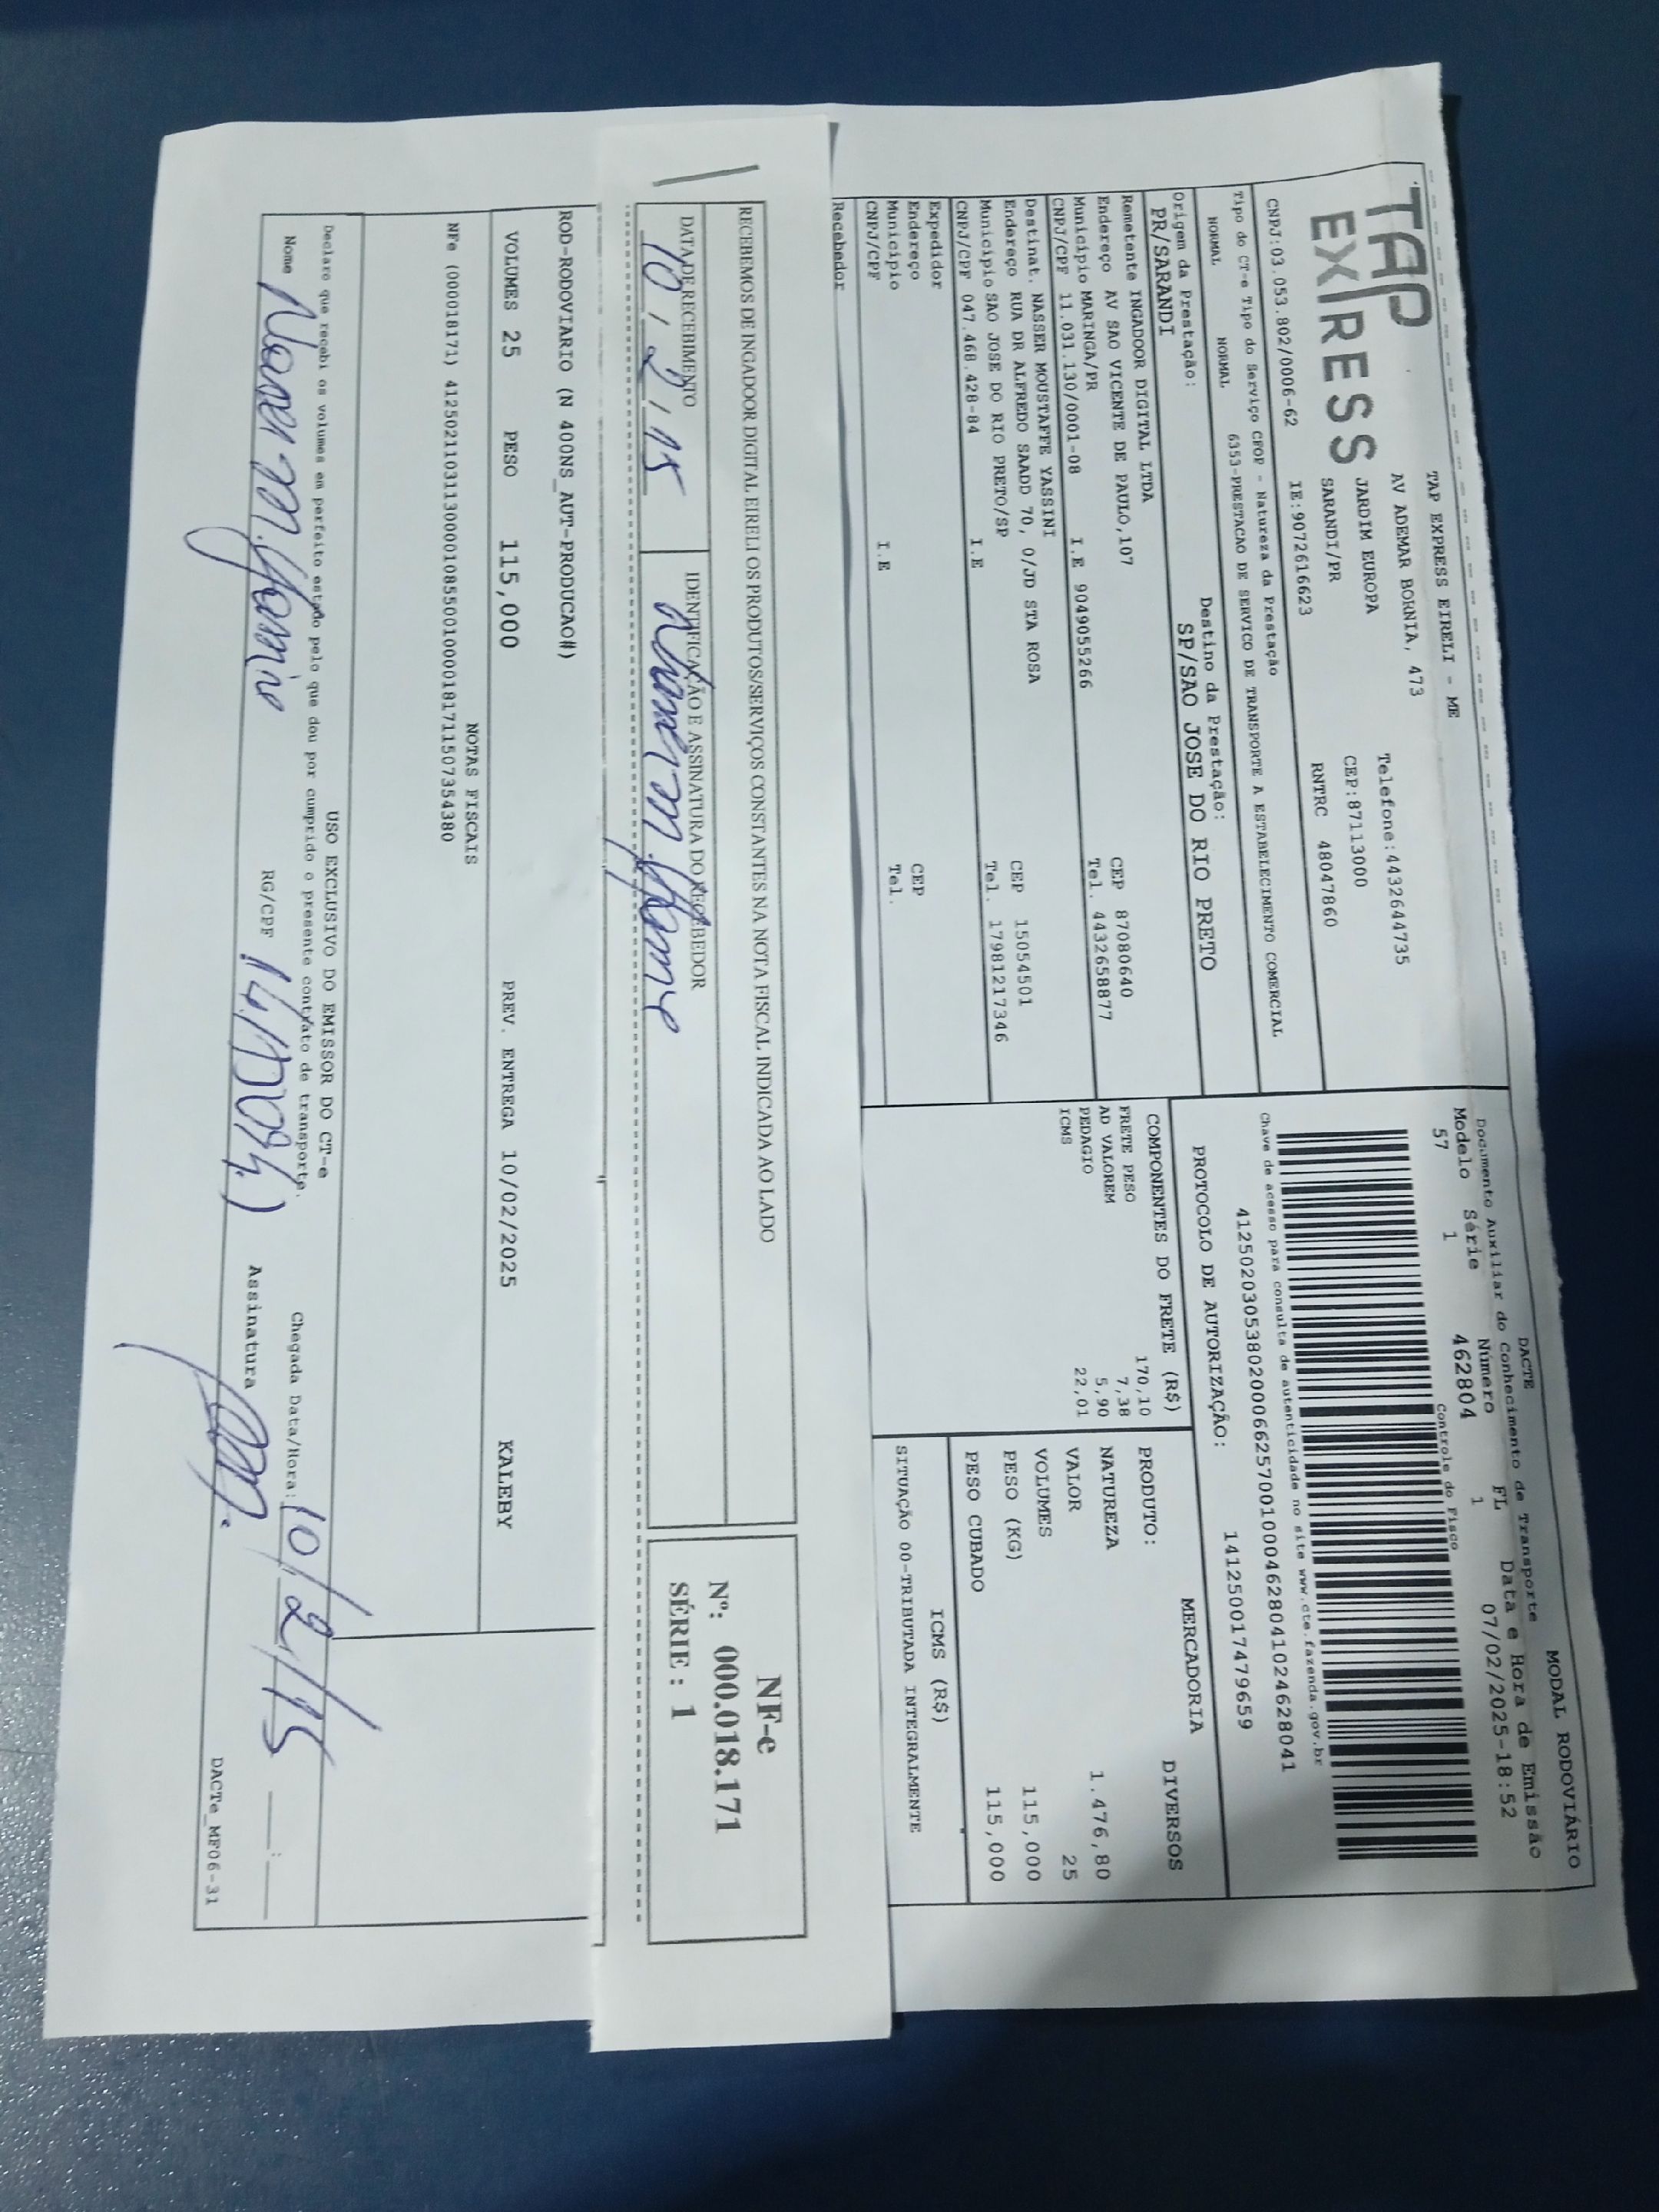 TAP
EXPRESS
TAP EXPRESS EIRELI - ME
AV ADEMAR BORNIA, 473
JARDIM EUROPA
SARANDI/PR
Telefone:4432644735
CEP:87113000
CNPJ:03.053.802/0006-62 IE:9072616623 RNTRC 48047860
MODAL RODOVIÁRIO
DACTE
Documento Auxiliar do Conhecimento de Transporte
Modelo Série Número FL Data e Hora de Emissão
57 1 462804 1 07/02/2025-18:52
Controle do Fisco
Chave de acesso para consulta de autenticidade no site www.cte.fazenda.gov.br
41250203053802000662570010004628041024628041
PROTOCOLO DE AUTORIZAÇÃO: 141250017479659
Tipo do CT-e Tipo do Serviço CFOP - Natureza da Prestação
NORMAL NORMAL 6353-PRESTACAO DE SERVICO DE TRANSPORTE A ESTABELECIMENTO COMERCIAL
Origem da Prestação: Destino da Prestação:
PR/SARANDI SP/SAO JOSE DO RIO PRETO
Remetente INGADOOR DIGITAL LTDA
Endereço AV SAO VICENTE DE PAULO,107 CEP 87080640
Município MARINGA/PR Tel. 4432658877
CNPJ/CPF 11.031.130/0001-08 I.E 9049055266
Destinat. NASSER MOUSTAFFE YASSINI
Endereço RUA DR ALFREDO SAADD 70, 0/JD STA ROSA CEP 15054501
Município SAO JOSE DO RIO PRETO/SP Tel. 17981217346
CNPJ/CPF 047.468.428-84 I.E
Expedidor
Endereço CEP
Município Tel.
CNPJ/CPF I.E
Recebedor
COMPONENTES DO FRETE (R$)
FRETE PESO 170,10
AD VALOREM 7,38
PEDAGIO 5,90
ICMS 22,01
MERCADORIA
PRODUTO: DIVERSOS
NATUREZA
VALOR 1.476,80
VOLUMES 25
PESO (KG) 115,000
PESO CUBADO 115,000
ICMS (R$)
SITUAÇÃO 00-TRIBUTADA INTEGRALMENTE
RECEBEMOS DE INGADOOR DIGITAL EIRELI OS PRODUTOS/SERVIÇOS CONSTANTES NA NOTA FISCAL INDICADA AO LADO
DATA DE RECEBIMENTO IDENTIFICAÇÃO E ASSINATURA DO RECEBEDOR
10/2/15
NF-e
Nº: 000.018.171
SÉRIE : 1
ROD-RODOVIARIO (N 400NS_AUT-PRODUCAO#)
VOLUMES 25 PESO 115,000 PREV. ENTREGA 10/02/2025 KALEBY
NOTAS FISCAIS
NFe (000018171) 41250211031130000108550010000181711507354380
USO EXCLUSIVO DO EMISSOR DO CT-e
Declaro que recebi os volumes em perfeito estado pelo que dou por cumprido o presente contrato de transporte.
Chegada Data/Hora: 10/2/15
Nome RG/CPF Assinatura
DACTe_MF06-31